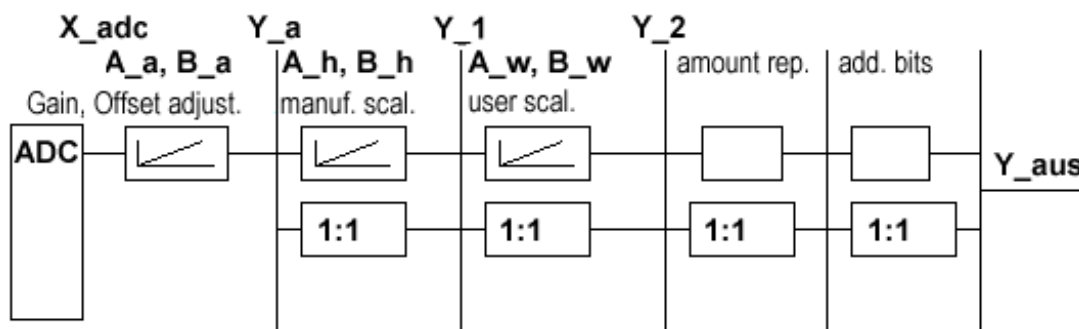 X_adc Y_a Y_1 Y_2
A_a, B_a A_h, B_h A_w, B_w amount rep. add. bits
Gain, Offset adjust. manuf. scal. user scal.
ADC
Y_aus
1:1 1:1 1:1 1:1